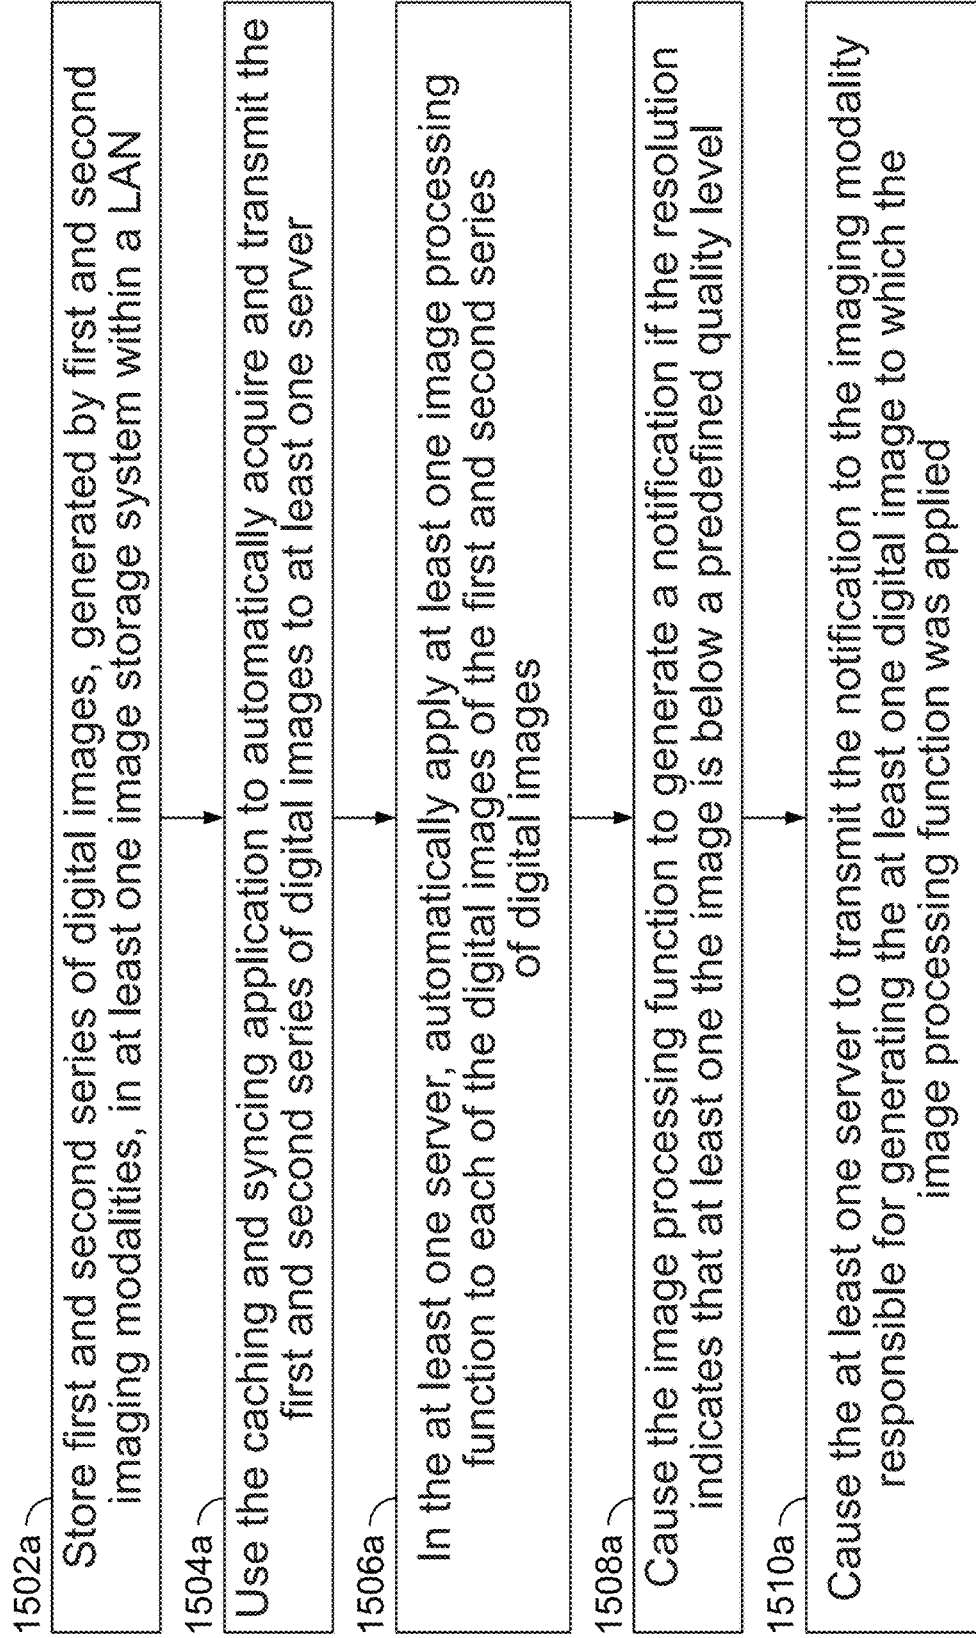 1502a
Store first and second series of digital images, generated by first and second
imaging modalities, in at least one image storage system within a LAN
1504a
Use the caching and syncing application to automatically acquire and transmit the
first and second series of digital images to at least one server
1506a
In the at least one server, automatically apply at least one image processing
function to each of the digital images of the first and second series
of digital images
1508a
Cause the image processing function to generate a notification if the resolution
indicates that at least one the image is below a predefined quality level
1510a
Cause the at least one server to transmit the notification to the imaging modality
responsible for generating the at least one digital image to which the
image processing function was applied